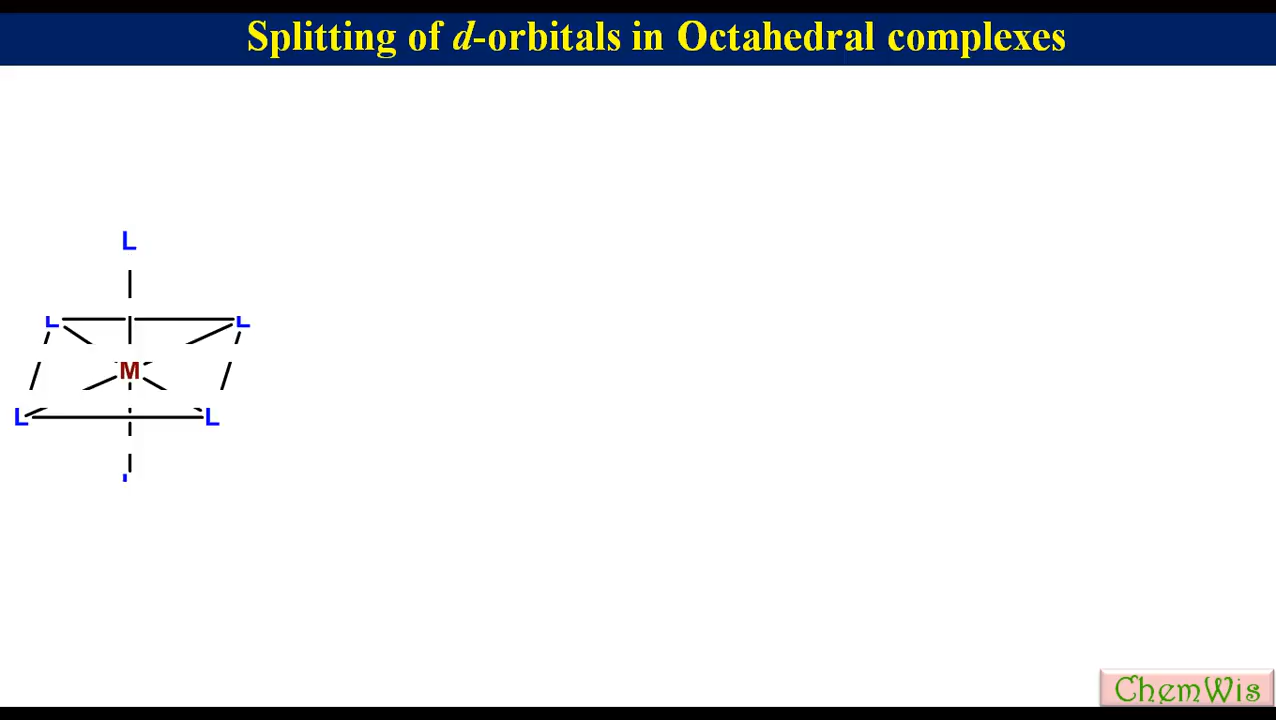 Splitting of d-orbitals in Octahedral complexes
L
L L
M
L L
ChemWis